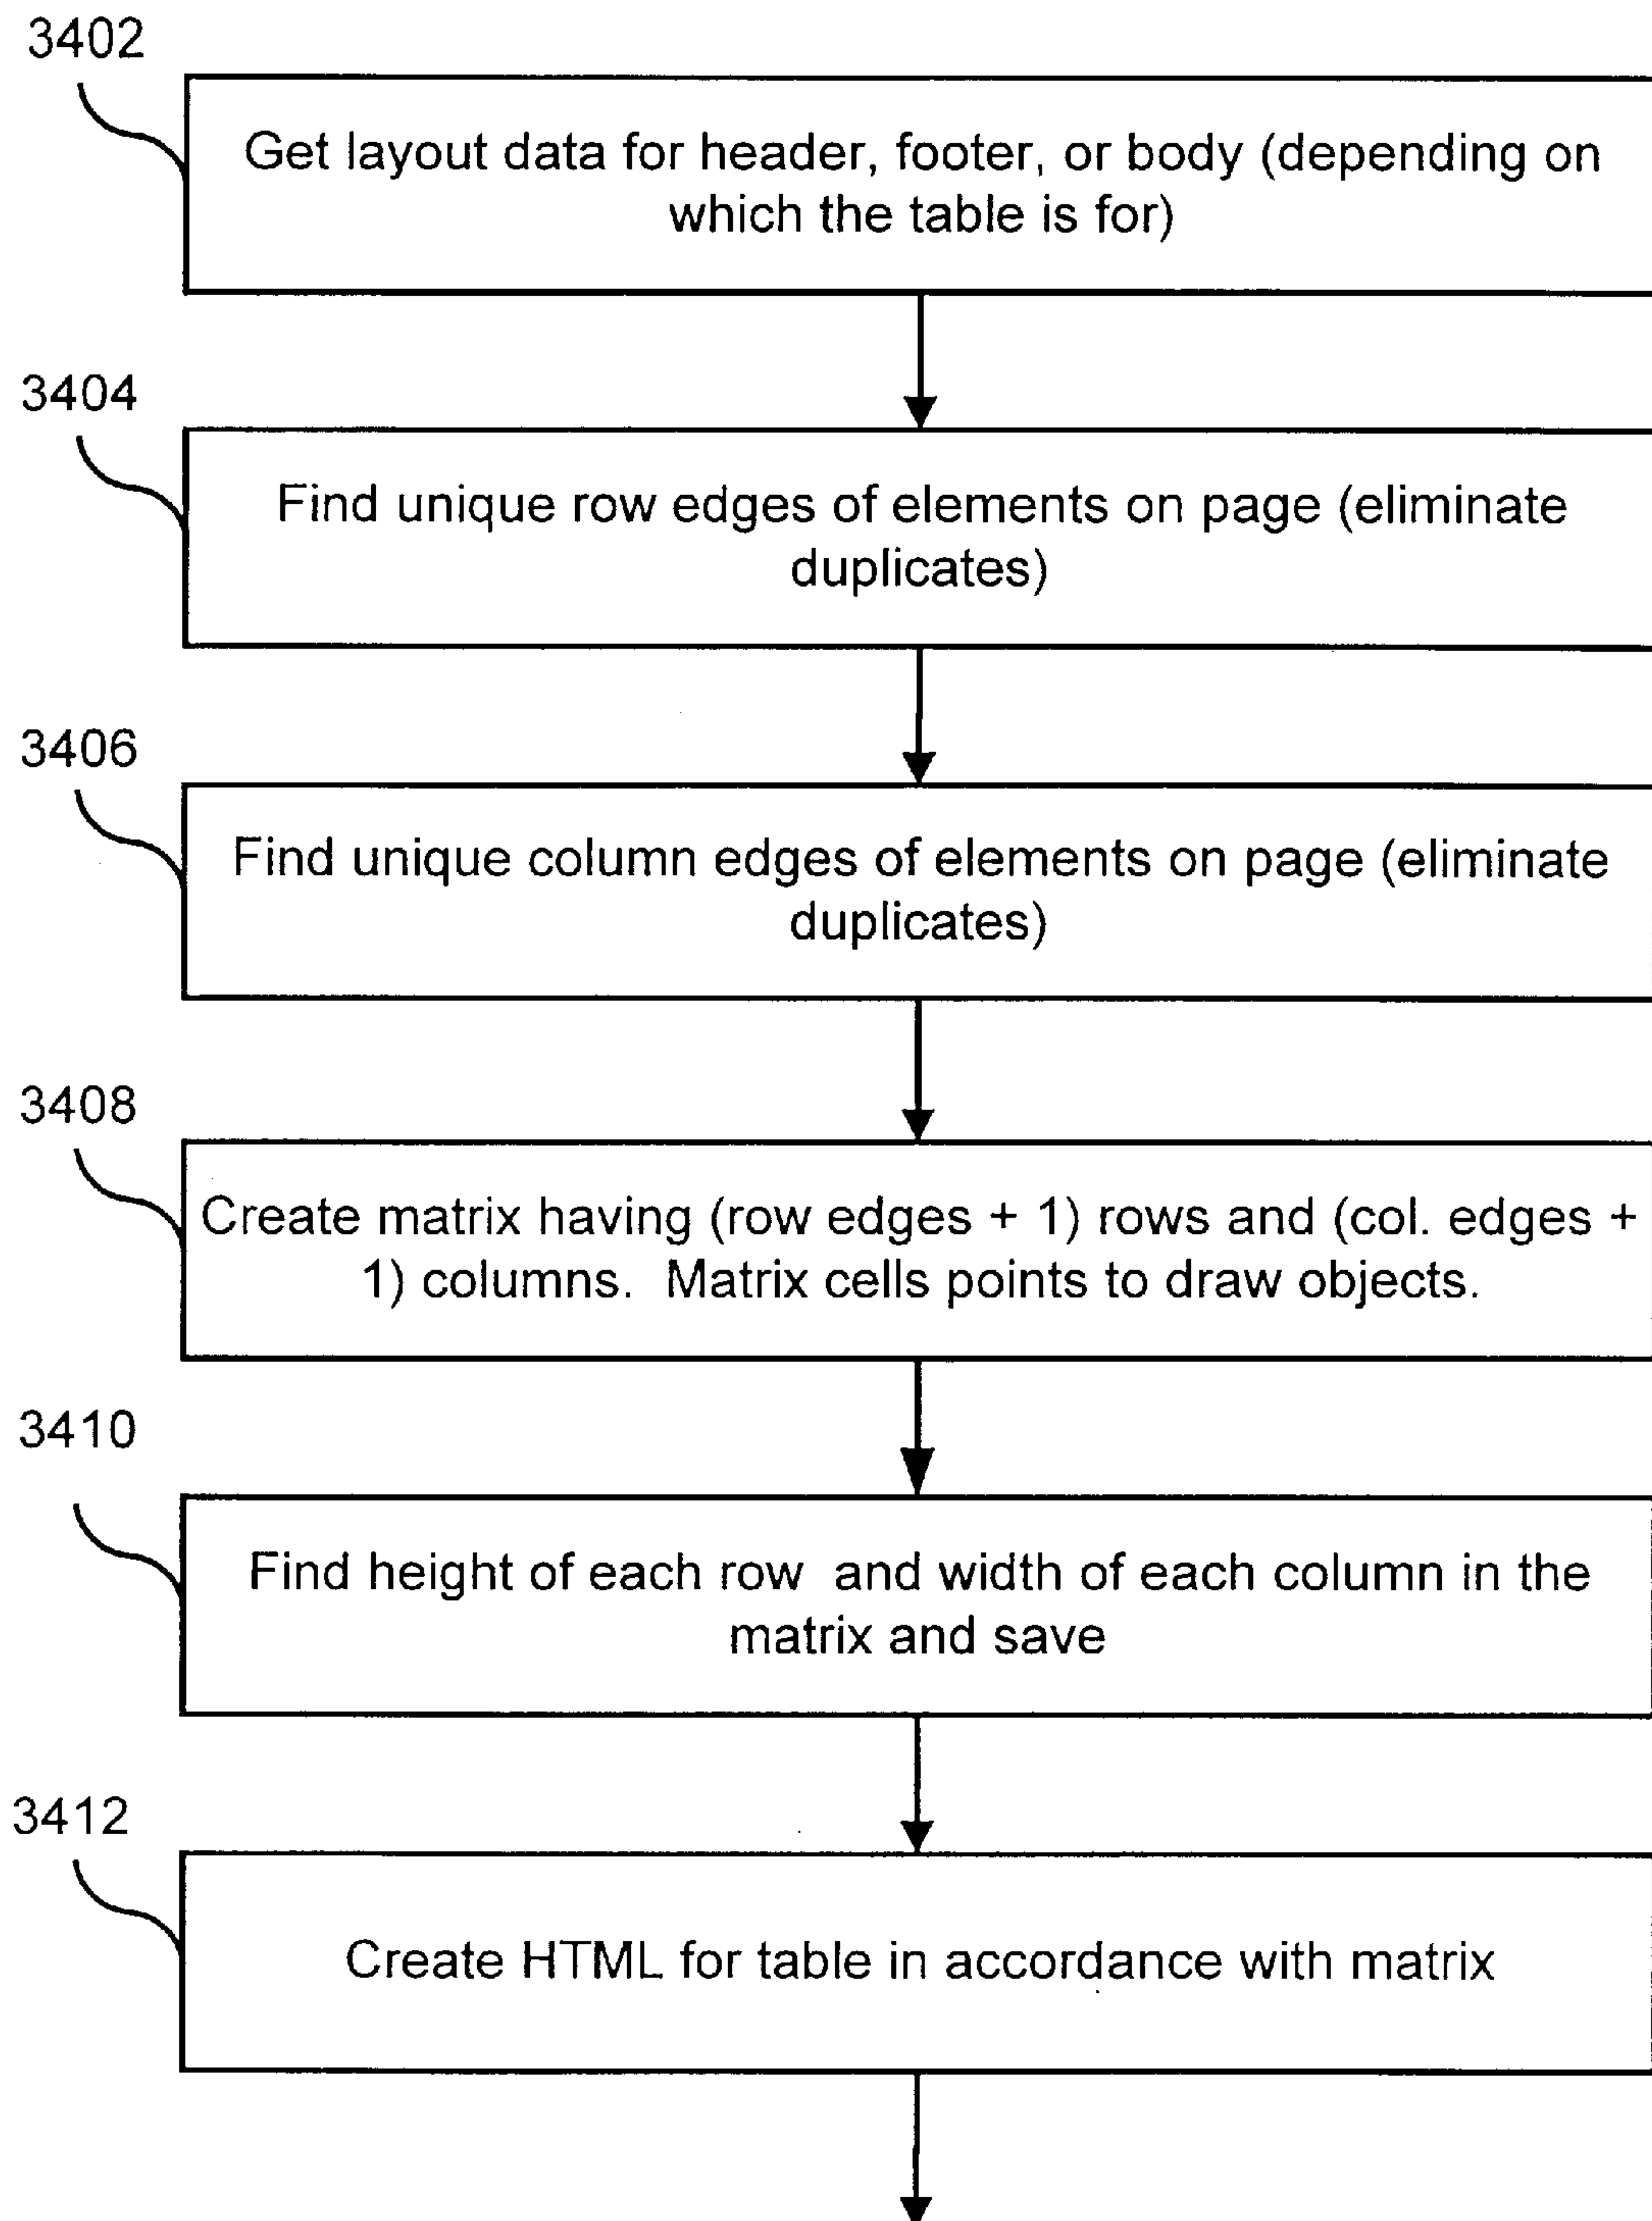 3402
Get layout data for header, footer, or body (depending on
which the table is for)
3404
Find unique row edges of elements on page (eliminate
duplicates)
3406
Find unique column edges of elements on page (eliminate
duplicates)
3408
Create matrix having (row edges + 1) rows and (col. edges +
1) columns.  Matrix cells points to draw objects.
3410
Find height of each row  and width of each column in the
matrix and save
3412
Create HTML for table in accordance with matrix